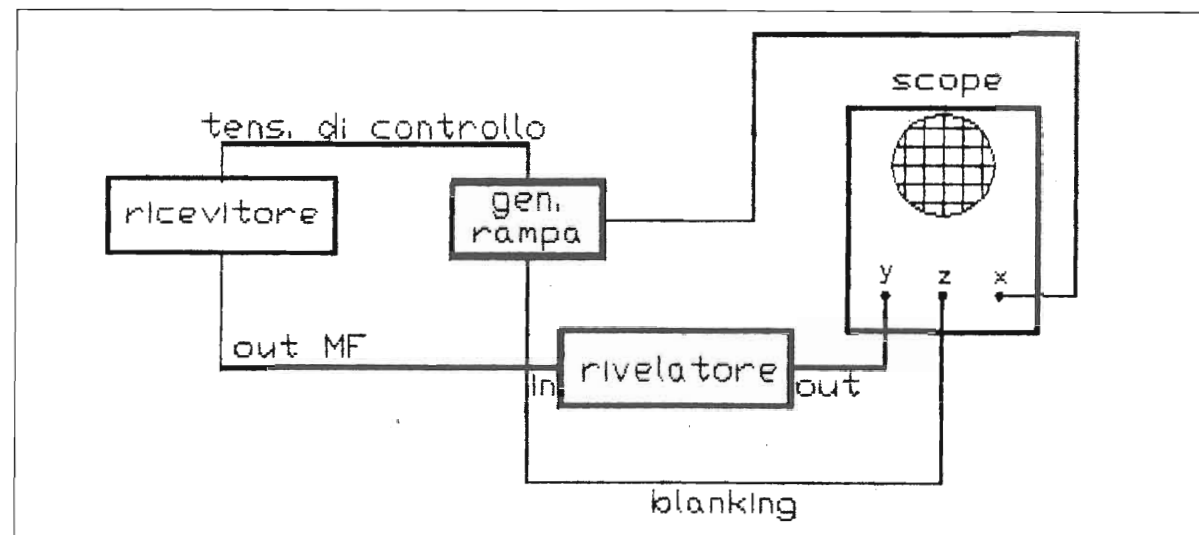 scope
tens. di controllo
ricevitore
gen.
rampa
y z x
out MF
rivelatore
in
out
blanking